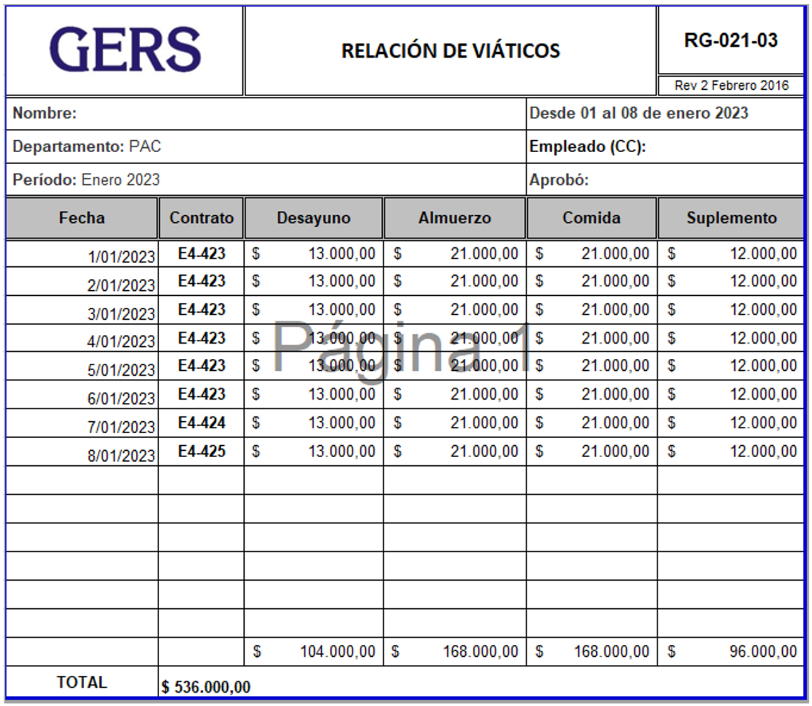 GERS
RELACIÓN DE VIÁTICOS
RG-021-03
Rev 2 Febrero 2016
Nombre:
Desde 01 al 08 de enero 2023
Departamento: PAC
Empleado (CC):
Período: Enero 2023
Aprobó:
Fecha Contrato Desayuno Almuerzo Comida Suplemento
1/01/2023 E4-423 $ 13.000,00 $ 21.000,00 $ 21.000,00 $ 12.000,00
2/01/2023 E4-423 $ 13.000,00 $ 21.000,00 $ 21.000,00 $ 12.000,00
3/01/2023 E4-423 $ 13.000,00 $ 21.000,00 $ 21.000,00 $ 12.000,00
4/01/2023 E4-423 $ 13.000,00 $ 21.000,00 $ 21.000,00 $ 12.000,00
Página 1
5/01/2023 E4-423 $ 13.000,00 $ 21.000,00 $ 21.000,00 $ 12.000,00
6/01/2023 E4-423 $ 13.000,00 $ 21.000,00 $ 21.000,00 $ 12.000,00
7/01/2023 E4-424 $ 13.000,00 $ 21.000,00 $ 21.000,00 $ 12.000,00
8/01/2023 E4-425 $ 13.000,00 $ 21.000,00 $ 21.000,00 $ 12.000,00
$ 104.000,00 $ 168.000,00 $ 168.000,00 $ 96.000,00
TOTAL $ 536.000,00